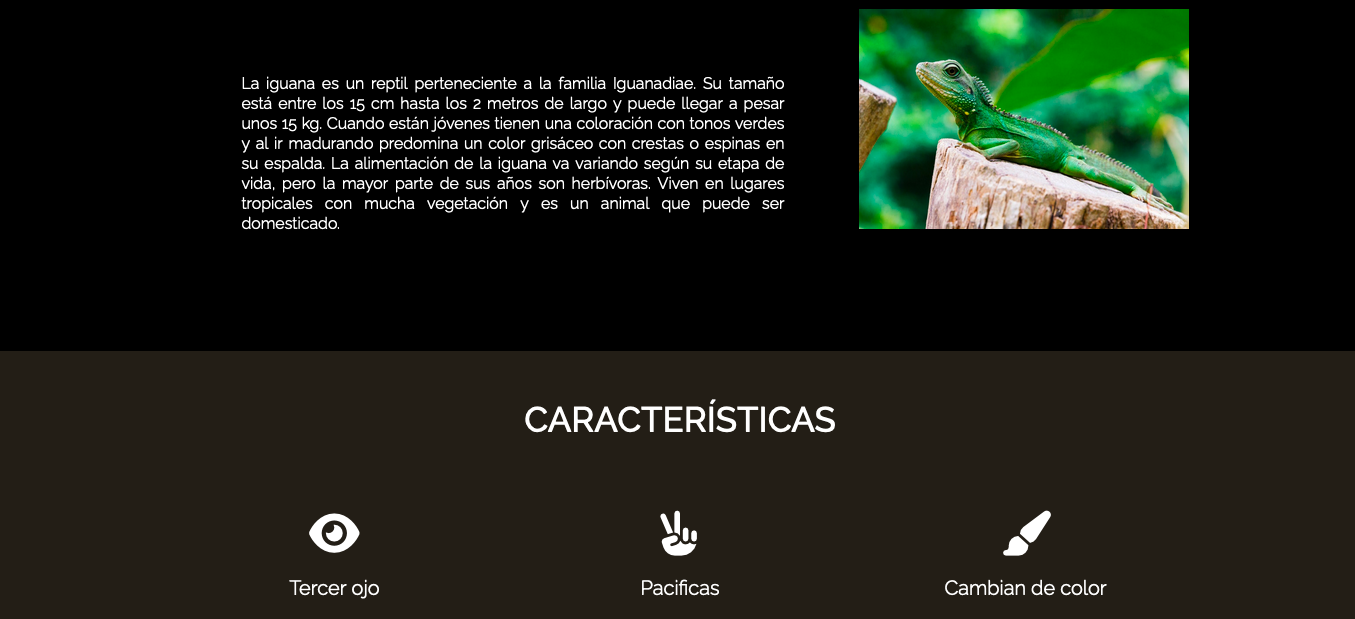 La iguana es un reptil perteneciente a la familia Iguanadiae. Su tamaño
está entre los 15 cm hasta los 2 metros de largo y puede llegar a pesar
unos 15 kg. Cuando están jóvenes tienen una coloración con tonos verdes
y al ir madurando predomina un color grisáceo con crestas o espinas en
su espalda. La alimentación de la iguana va variando según su etapa de
vida, pero la mayor parte de sus años son herbívoras. Viven en lugares
tropicales con mucha vegetación y es un animal que puede ser
domesticado.
CARACTERÍSTICAS
Tercer ojo
Pacificas
Cambian de color